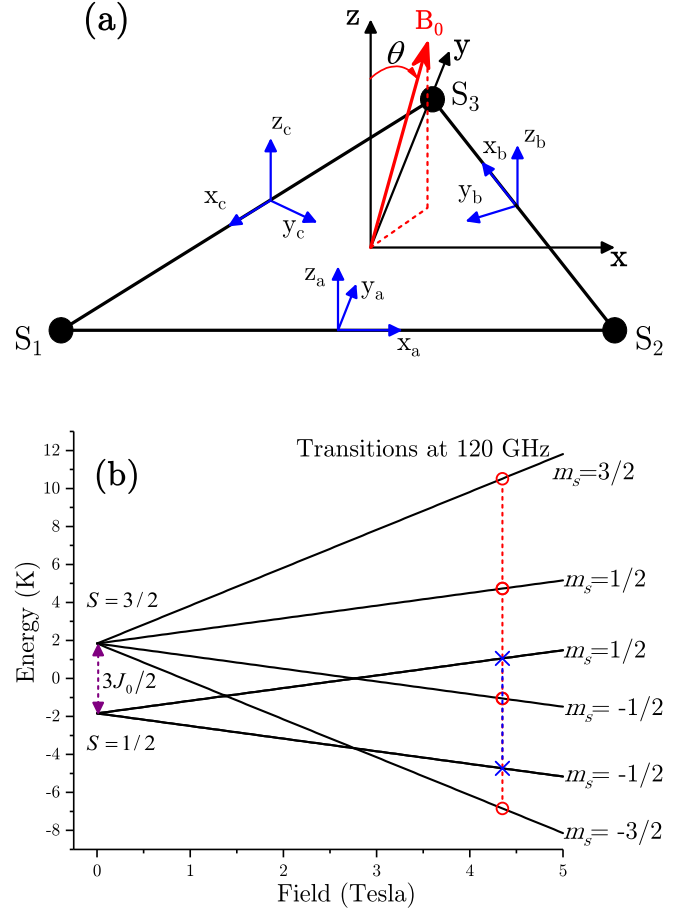 (a)
z
B0
θ
y
S3
zc
xb
zb
xc
yc
yb
x
za
ya
S1
xa
S2
(b)
Transitions at 120 GHz
12
10
8
6
4
2
0
-2
-4
-6
-8
Energy (K)
ms=3/2
S = 3/2
ms=1/2
3J0/2
ms=1/2
ms= -1/2
S = 1/2
ms= -1/2
ms= -3/2
0 1 2 3 4 5
Field (Tesla)